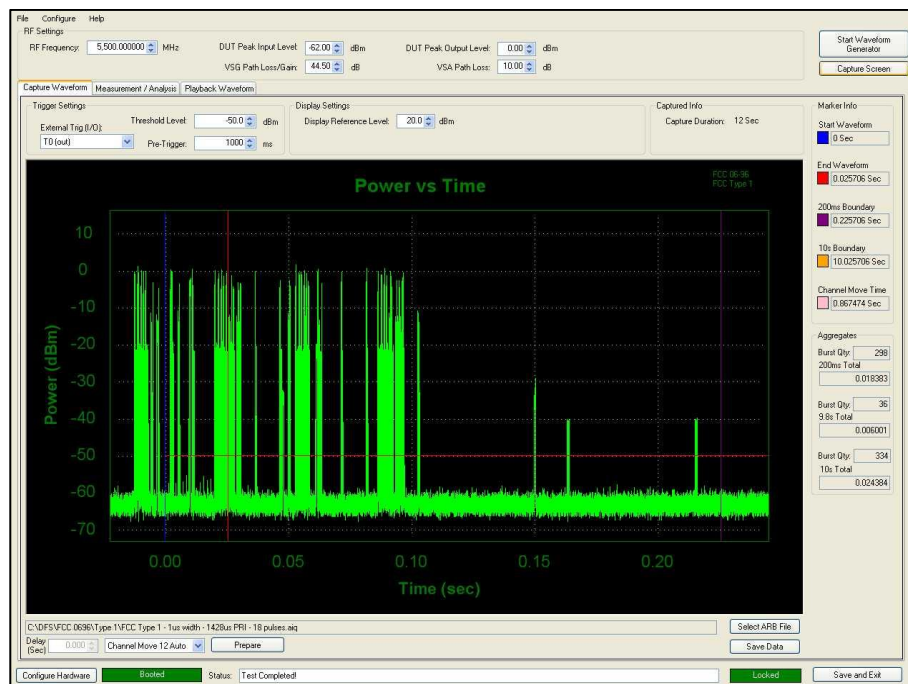 File Configure Help
RF Settings
RF Frequency: 5,500.000000 MHz DUT Peak Input Level: -62.00 dBm DUT Peak Output Level: 0.00 dBm
VSG Path Loss/Gain: 44.50 dB VSA Path Loss: 10.00 dB
Start Waveform Generator
Capture Screen
Capture Waveform Measurement / Analysis Playback Waveform
Trigger Settings
External Trig (I/O): Threshold Level: -50.0 dBm
T0 (out) Pre-Trigger: 1000 ms
Display Settings
Display Reference Level: 20.0 dBm
Captured Info
Capture Duration: 12 Sec
Marker Info
Start Waveform
0 Sec
End Waveform
0.025706 Sec
200ms Boundary
0.225706 Sec
10s Boundary
10.025706 Sec
Channel Move Time
0.867474 Sec
Aggregates
Burst Qty: 298
200ms Total
0.018383
Burst Qty: 36
9.8s Total
0.006001
Burst Qty: 334
10s Total
0.024384
Power vs Time
FCC 06-96
FCC Type 1
Power (dBm)
10
0
-10
-20
-30
-40
-50
-60
-70
0.00 0.05 0.10 0.15 0.20
Time (sec)
C:\DFS\FCC 0696\Type 1\FCC Type 1 - 1us width - 1428us PRI - 18 pulses.aiq
Select ARB File
Delay (Sec) 0.000 Channel Move 12 Auto Prepare
Save Data
Configure Hardware Booted Status: Test Completed! Locked Save and Exit